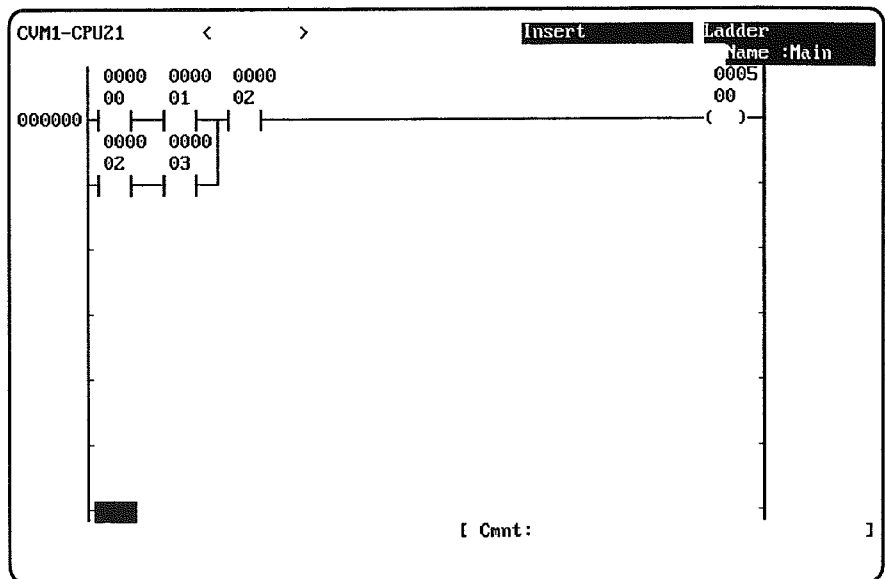 CVM1-CPU21 < > Insert Ladder
Name :Main
0000 0000 0000 0005
00 01 02 00
000000
0000 0000
02 03
[ Cmnt: ]